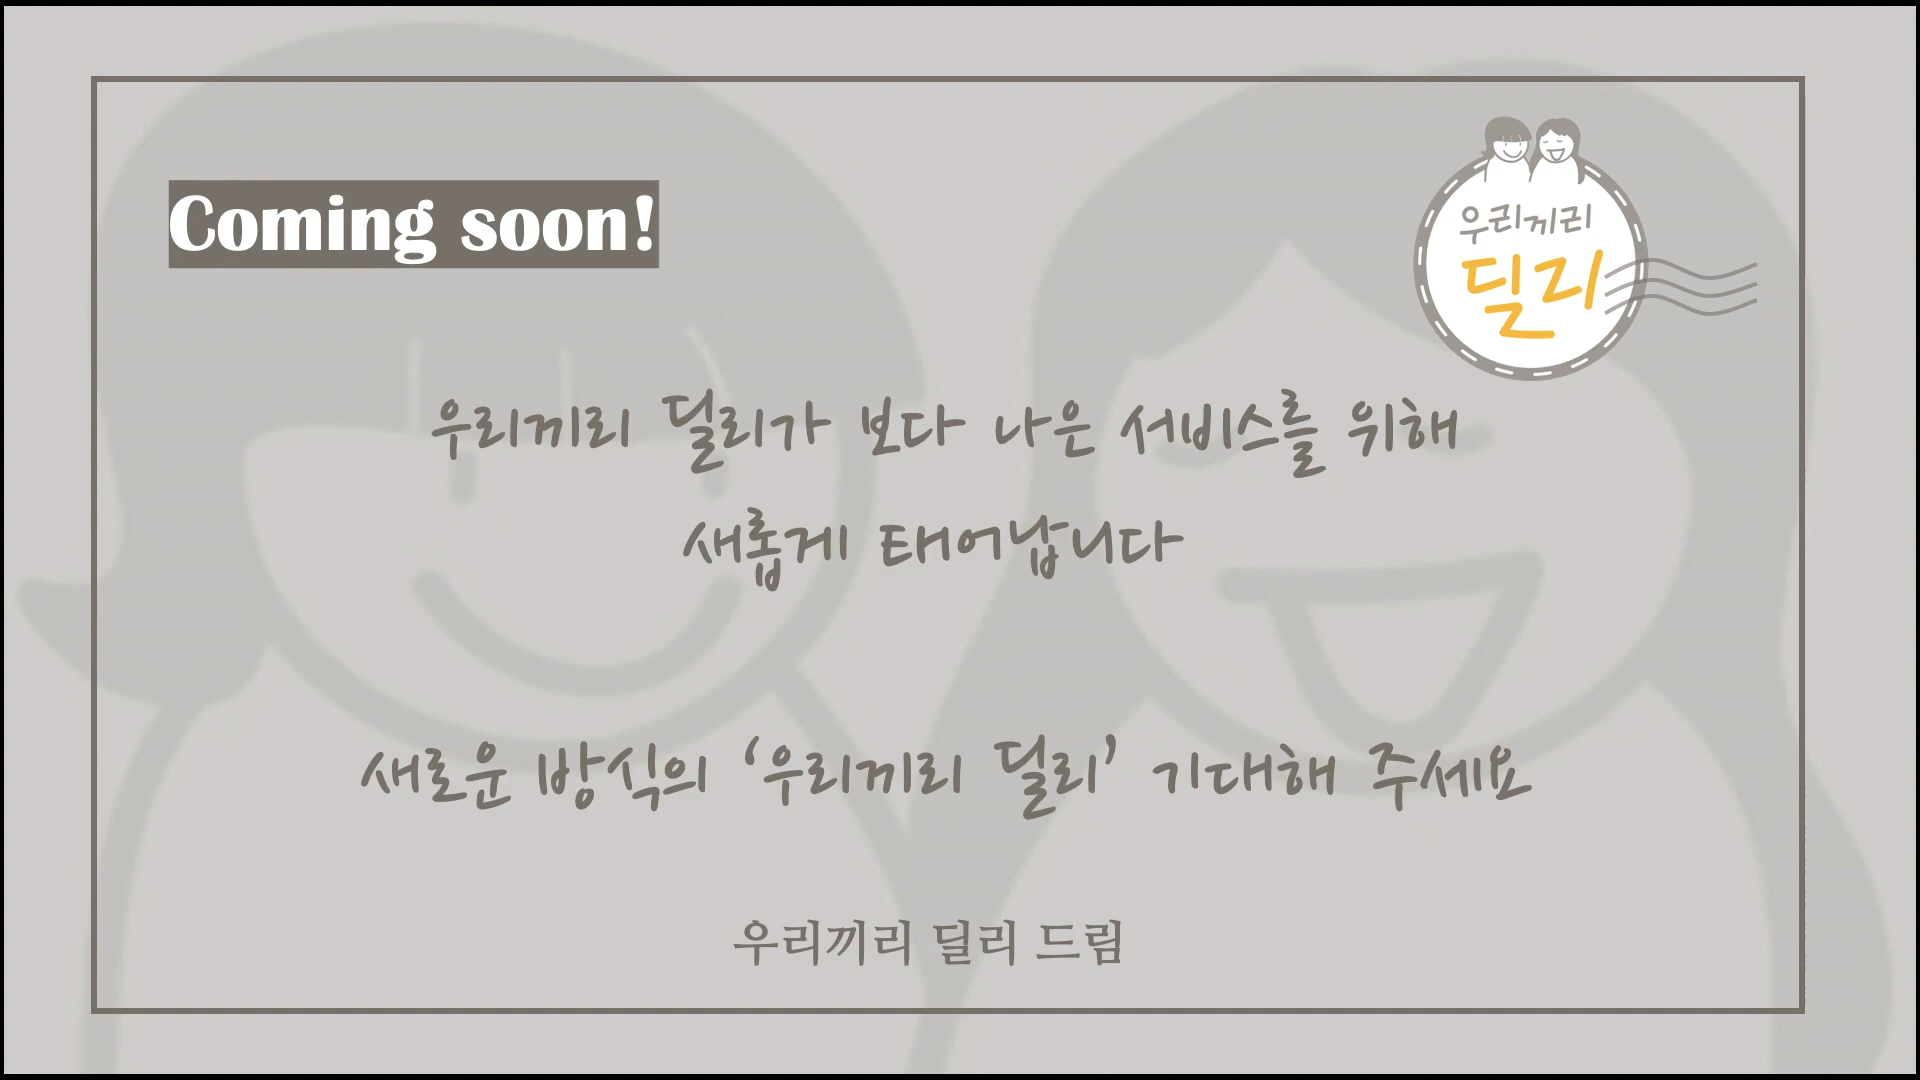 Coming soon!
우리끼리
딜리
우리끼리 딜리가 보다 나은 서비스를 위해
새롭게 태어납니다
새로운 방식의 ‘우리끼리 딜리’ 기대해 주세요
우리끼리 딜리 드림